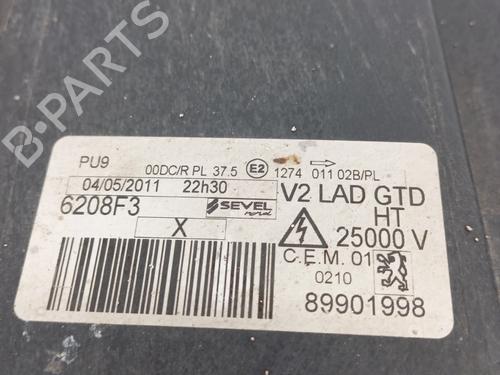 B-PARTS
PU9 00DC/R PL 37.5 E2 1274 011 02B/PL
04/05/2011 22h30
6208F3 SEVEL nord V2 LAD GTD
X HT
25000 V
C.E.M. 01
0210
89901998